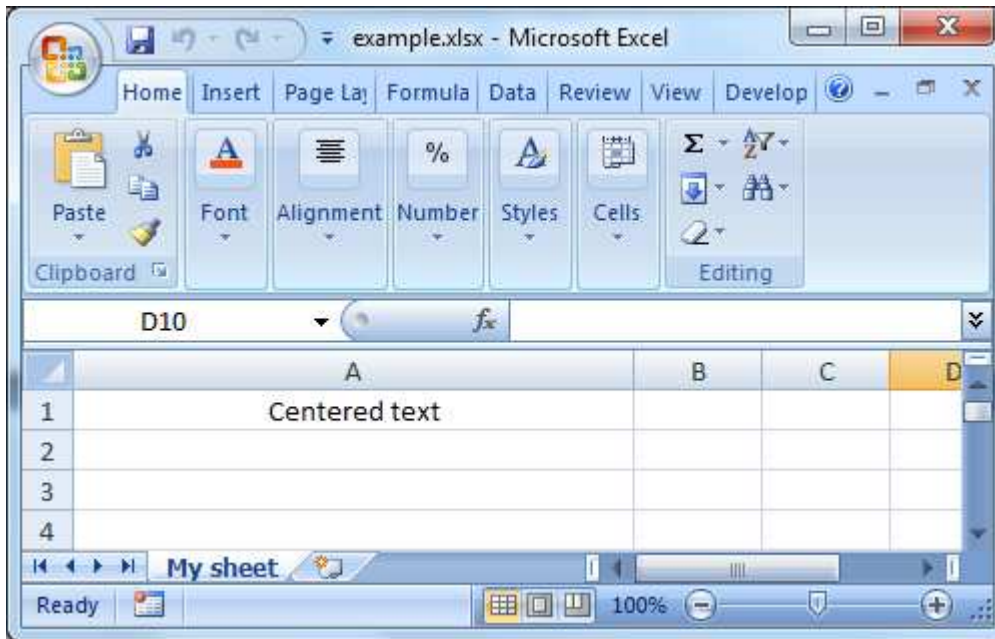 example.xlsx - Microsoft Excel
Home Insert Page Lay Formula Data Review View Develop
Paste Font Alignment Number Styles Cells
Clipboard Editing
D10 fx
A B C D
1 Centered text
2
3
4
My sheet
Ready 100%